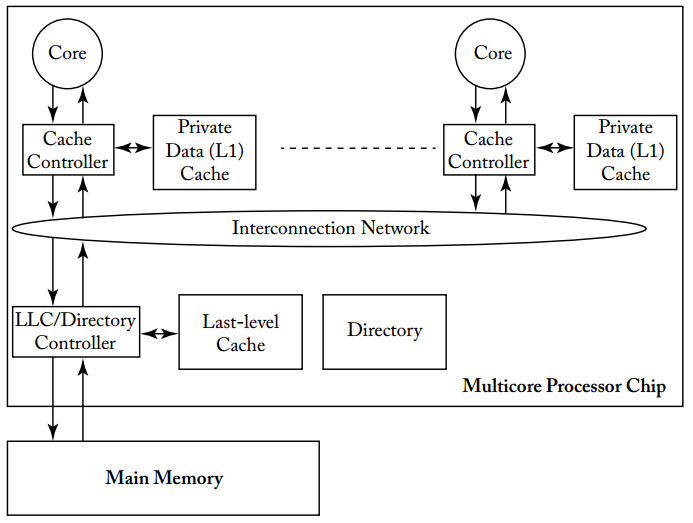 Core
Core
Cache
Controller
Private
Data (L1)
Cache
Cache
Controller
Private
Data (L1)
Cache
Interconnection Network
LLC/Directory
Controller
Last-level
Cache
Directory
Multicore Processor Chip
Main Memory